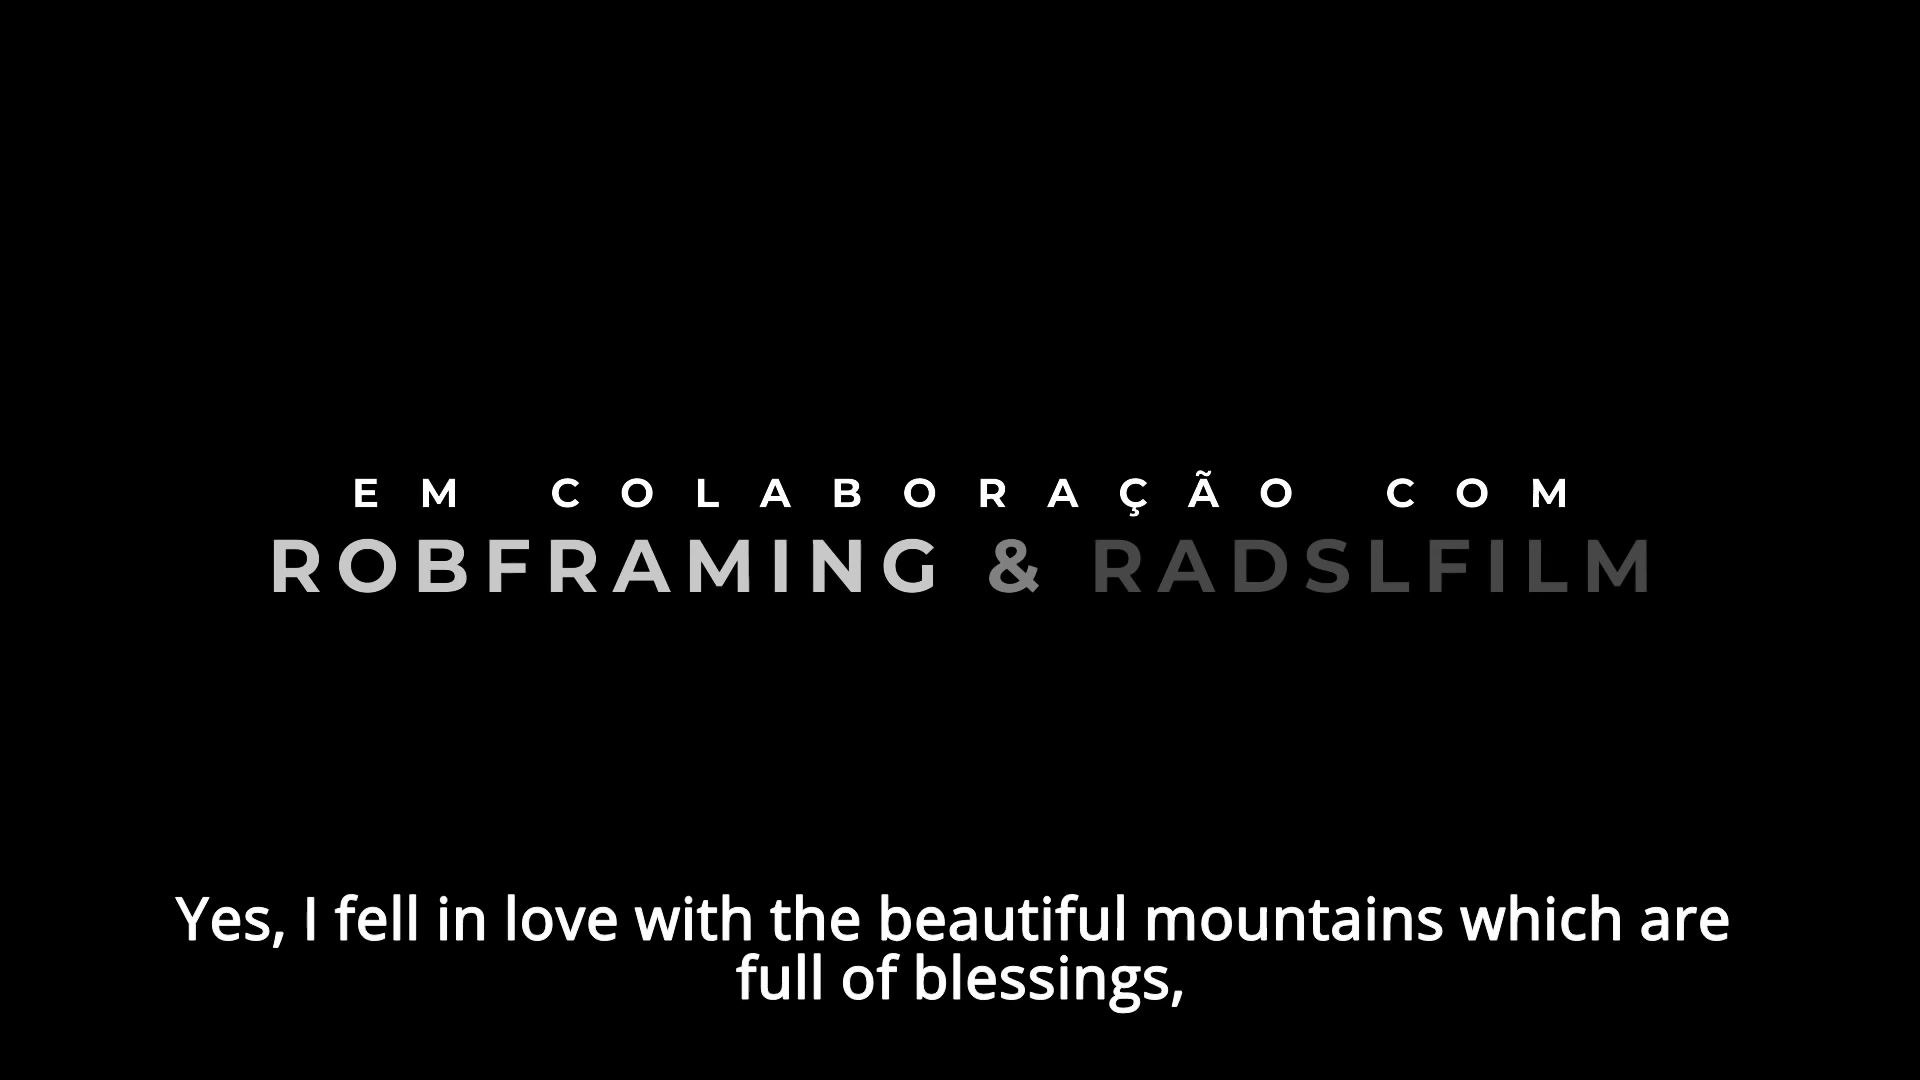 EM COLABORAÇÃO COM
ROBFRAMING & RADSLFILM
Yes, I fell in love with the beautiful mountains which are
full of blessings,